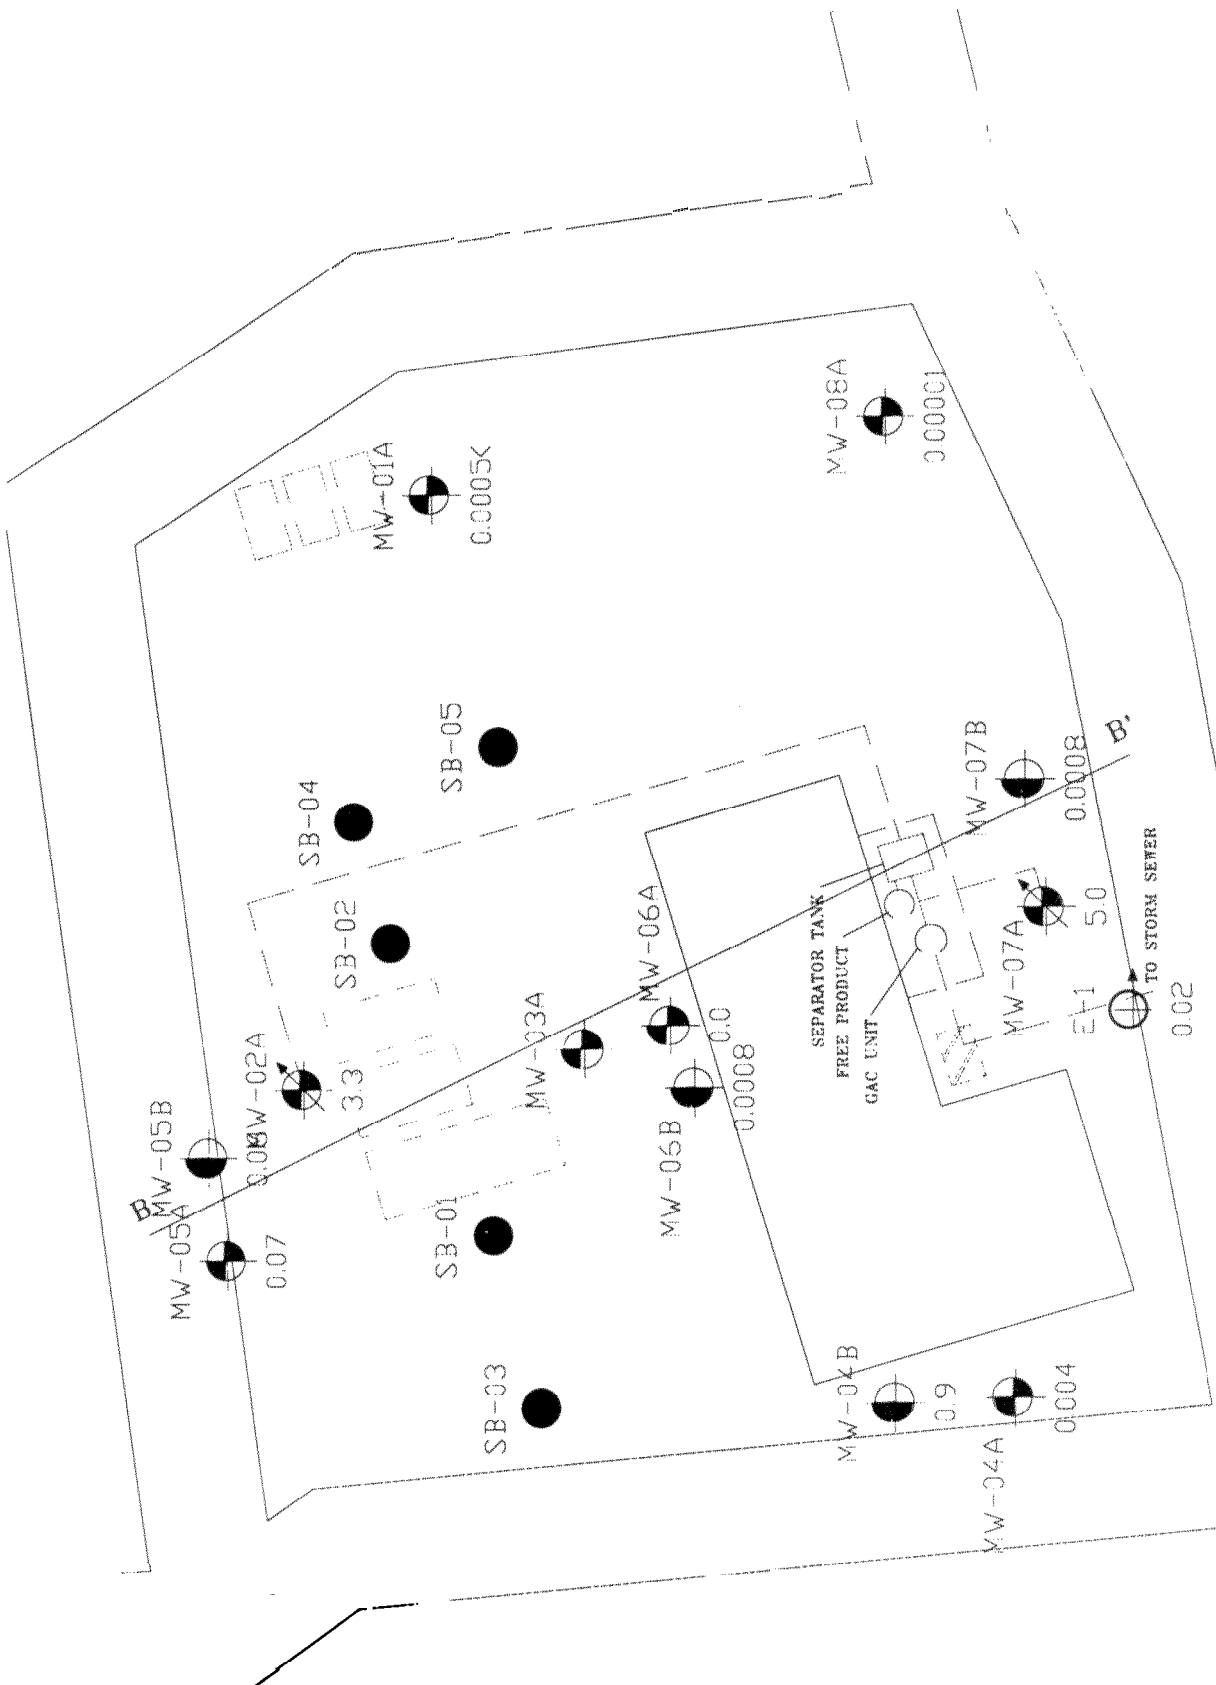 MW-01A
0.0005K
MW-08A
0.00001
SB-05
SB-04
SB-02
MW-07B
0.0008
B'
MW-06A
0.0
SEPARATOR TANK
FREE PRODUCT
GAC UNIT
MW-07A
5.0
E-1
0.02
TO STORM SEWER
MW-03A
MW-02A
3.3
MW-05B
B
MW-05A
0.07
MW-06B
0.0008
SB-01
SB-03
MW-04B
0.9
MW-04A
0.004